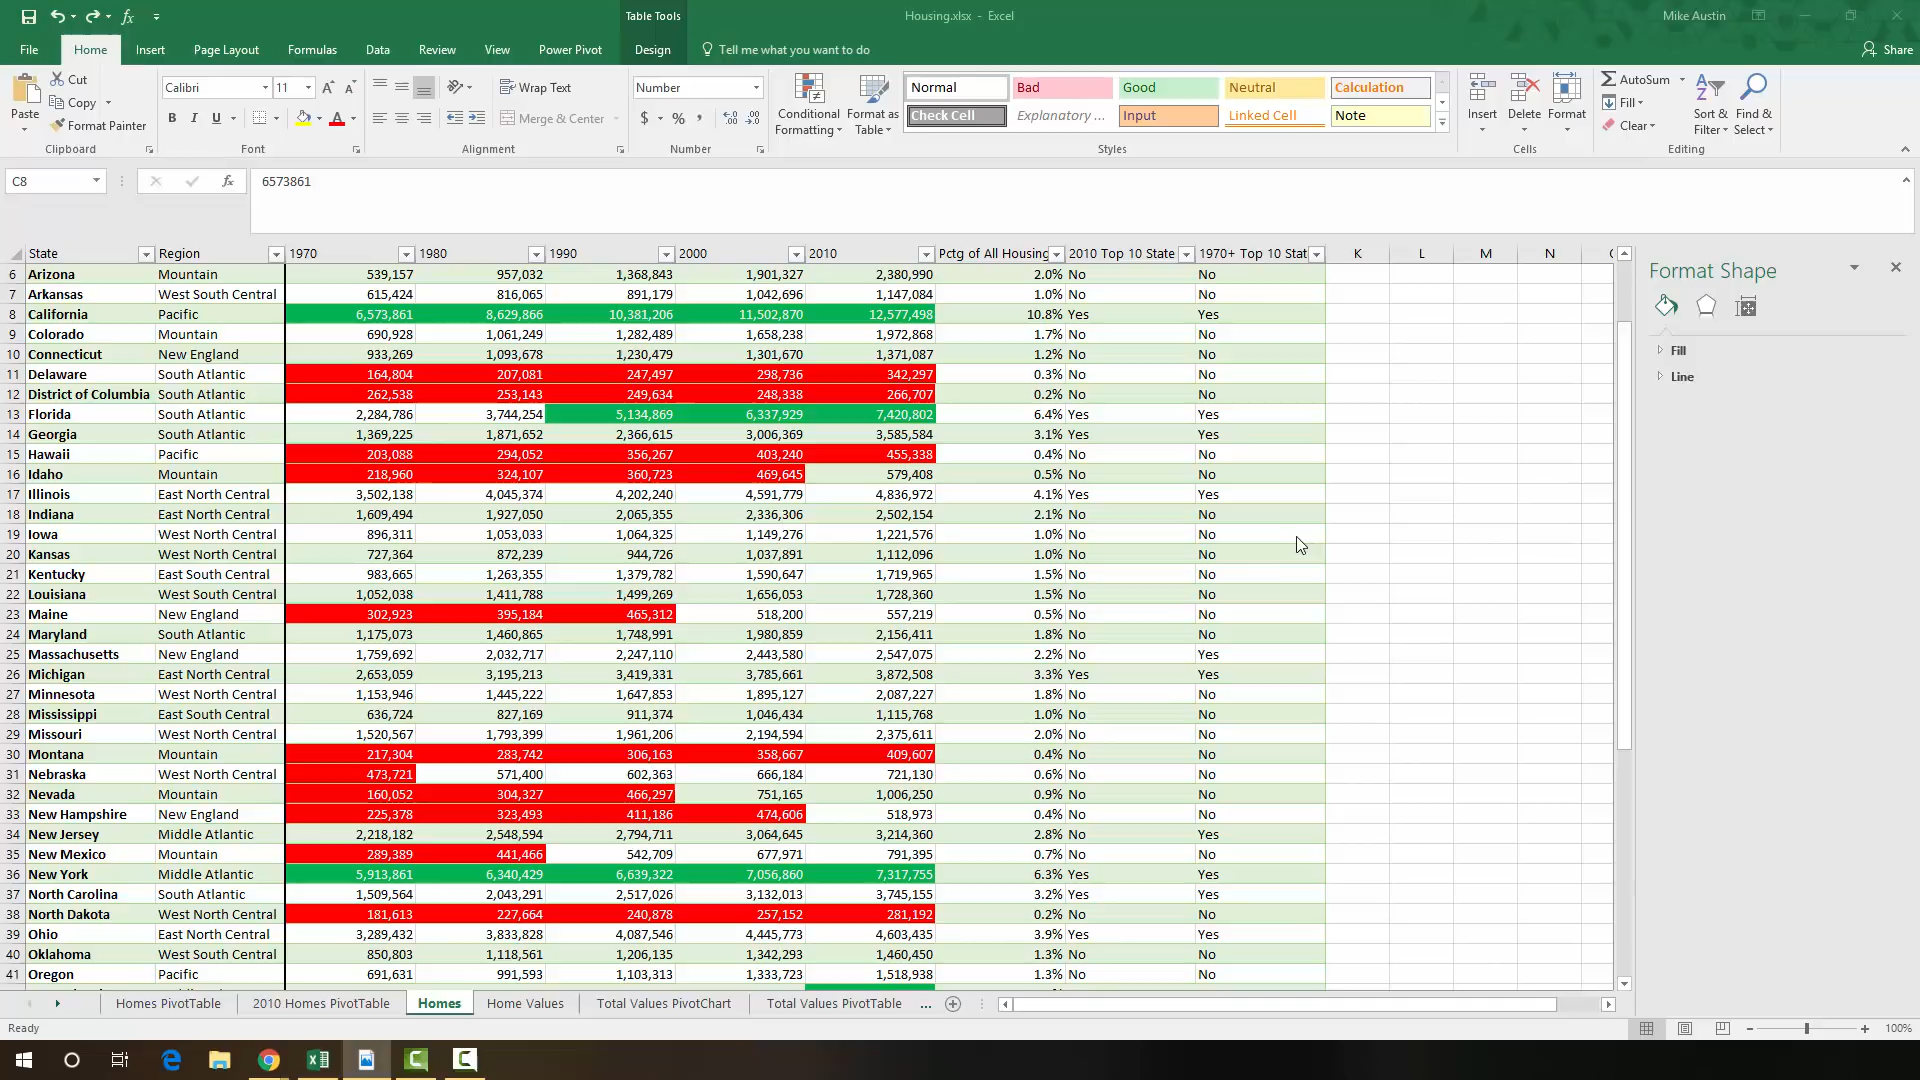 Table Tools
Housing.xlsx - Excel
Mike Austin
File Home Insert Page Layout Formulas Data Review View Power Pivot Design Tell me what you want to do Share
Paste Cut Copy Format Painter
Calibri 11 B I U
Wrap Text Merge & Center
Number $ % ,
Conditional Formatting Format as Table
Normal Bad Good Neutral Calculation
Check Cell Explanatory ... Input Linked Cell Note
Insert Delete Format
AutoSum Fill Clear Sort & Filter Find & Select
Clipboard Font Alignment Number Styles Cells Editing
C8 fx 6573861
State Region 1970 1980 1990 2000 2010 Pctg of All Housing 2010 Top 10 State 1970+ Top 10 Stat K L M N
6 Arizona Mountain 539,157 957,032 1,368,843 1,901,327 2,380,990 2.0% No No
7 Arkansas West South Central 615,424 816,065 891,179 1,042,696 1,147,084 1.0% No No
8 California Pacific 6,573,861 8,629,866 10,381,206 11,502,870 12,577,498 10.8% Yes Yes
9 Colorado Mountain 690,928 1,061,249 1,282,489 1,658,238 1,972,868 1.7% No No
10 Connecticut New England 933,269 1,093,678 1,230,479 1,301,670 1,371,087 1.2% No No
11 Delaware South Atlantic 164,804 207,081 247,497 298,736 342,297 0.3% No No
12 District of Columbia South Atlantic 262,538 253,143 249,634 248,338 266,707 0.2% No No
13 Florida South Atlantic 2,284,786 3,744,254 5,134,869 6,337,929 7,420,802 6.4% Yes Yes
14 Georgia South Atlantic 1,369,225 1,871,652 2,366,615 3,006,369 3,585,584 3.1% Yes Yes
15 Hawaii Pacific 203,088 294,052 356,267 403,240 455,338 0.4% No No
16 Idaho Mountain 218,960 324,107 360,723 469,645 579,408 0.5% No No
17 Illinois East North Central 3,502,138 4,045,374 4,202,240 4,591,779 4,836,972 4.1% Yes Yes
18 Indiana East North Central 1,609,494 1,927,050 2,065,355 2,336,306 2,502,154 2.1% No No
19 Iowa West North Central 896,311 1,053,033 1,064,325 1,149,276 1,221,576 1.0% No No
20 Kansas West North Central 727,364 872,239 944,726 1,037,891 1,112,096 1.0% No No
21 Kentucky East South Central 983,665 1,263,355 1,379,782 1,590,647 1,719,965 1.5% No No
22 Louisiana West South Central 1,052,038 1,411,788 1,499,269 1,656,053 1,728,360 1.5% No No
23 Maine New England 302,923 395,184 465,312 518,200 557,219 0.5% No No
24 Maryland South Atlantic 1,175,073 1,460,865 1,748,991 1,980,859 2,156,411 1.8% No No
25 Massachusetts New England 1,759,692 2,032,717 2,247,110 2,443,580 2,547,075 2.2% No Yes
26 Michigan East North Central 2,653,059 3,195,213 3,419,331 3,785,661 3,872,508 3.3% Yes Yes
27 Minnesota West North Central 1,153,946 1,445,222 1,647,853 1,895,127 2,087,227 1.8% No No
28 Mississippi East South Central 636,724 827,169 911,374 1,046,434 1,115,768 1.0% No No
29 Missouri West North Central 1,520,567 1,793,399 1,961,206 2,194,594 2,375,611 2.0% No No
30 Montana Mountain 217,304 283,742 306,163 358,667 409,607 0.4% No No
31 Nebraska West North Central 473,721 571,400 602,363 666,184 721,130 0.6% No No
32 Nevada Mountain 160,052 304,327 466,297 751,165 1,006,250 0.9% No No
33 New Hampshire New England 225,378 323,493 411,186 474,606 518,973 0.4% No No
34 New Jersey Middle Atlantic 2,218,182 2,548,594 2,794,711 3,064,645 3,214,360 2.8% No Yes
35 New Mexico Mountain 289,389 441,466 542,709 677,971 791,395 0.7% No No
36 New York Middle Atlantic 5,913,861 6,340,429 6,639,322 7,056,860 7,317,755 6.3% Yes Yes
37 North Carolina South Atlantic 1,509,564 2,043,291 2,517,026 3,132,013 3,745,155 3.2% Yes Yes
38 North Dakota West North Central 181,613 227,664 240,878 257,152 281,192 0.2% No No
39 Ohio East North Central 3,289,432 3,833,828 4,087,546 4,445,773 4,603,435 3.9% Yes Yes
40 Oklahoma West South Central 850,803 1,118,561 1,206,135 1,342,293 1,460,450 1.3% No No
41 Oregon Pacific 691,631 991,593 1,103,313 1,333,723 1,518,938 1.3% No No
Format Shape
Fill
Line
Homes PivotTable 2010 Homes PivotTable Homes Home Values Total Values PivotChart Total Values PivotTable ...
Ready 100%